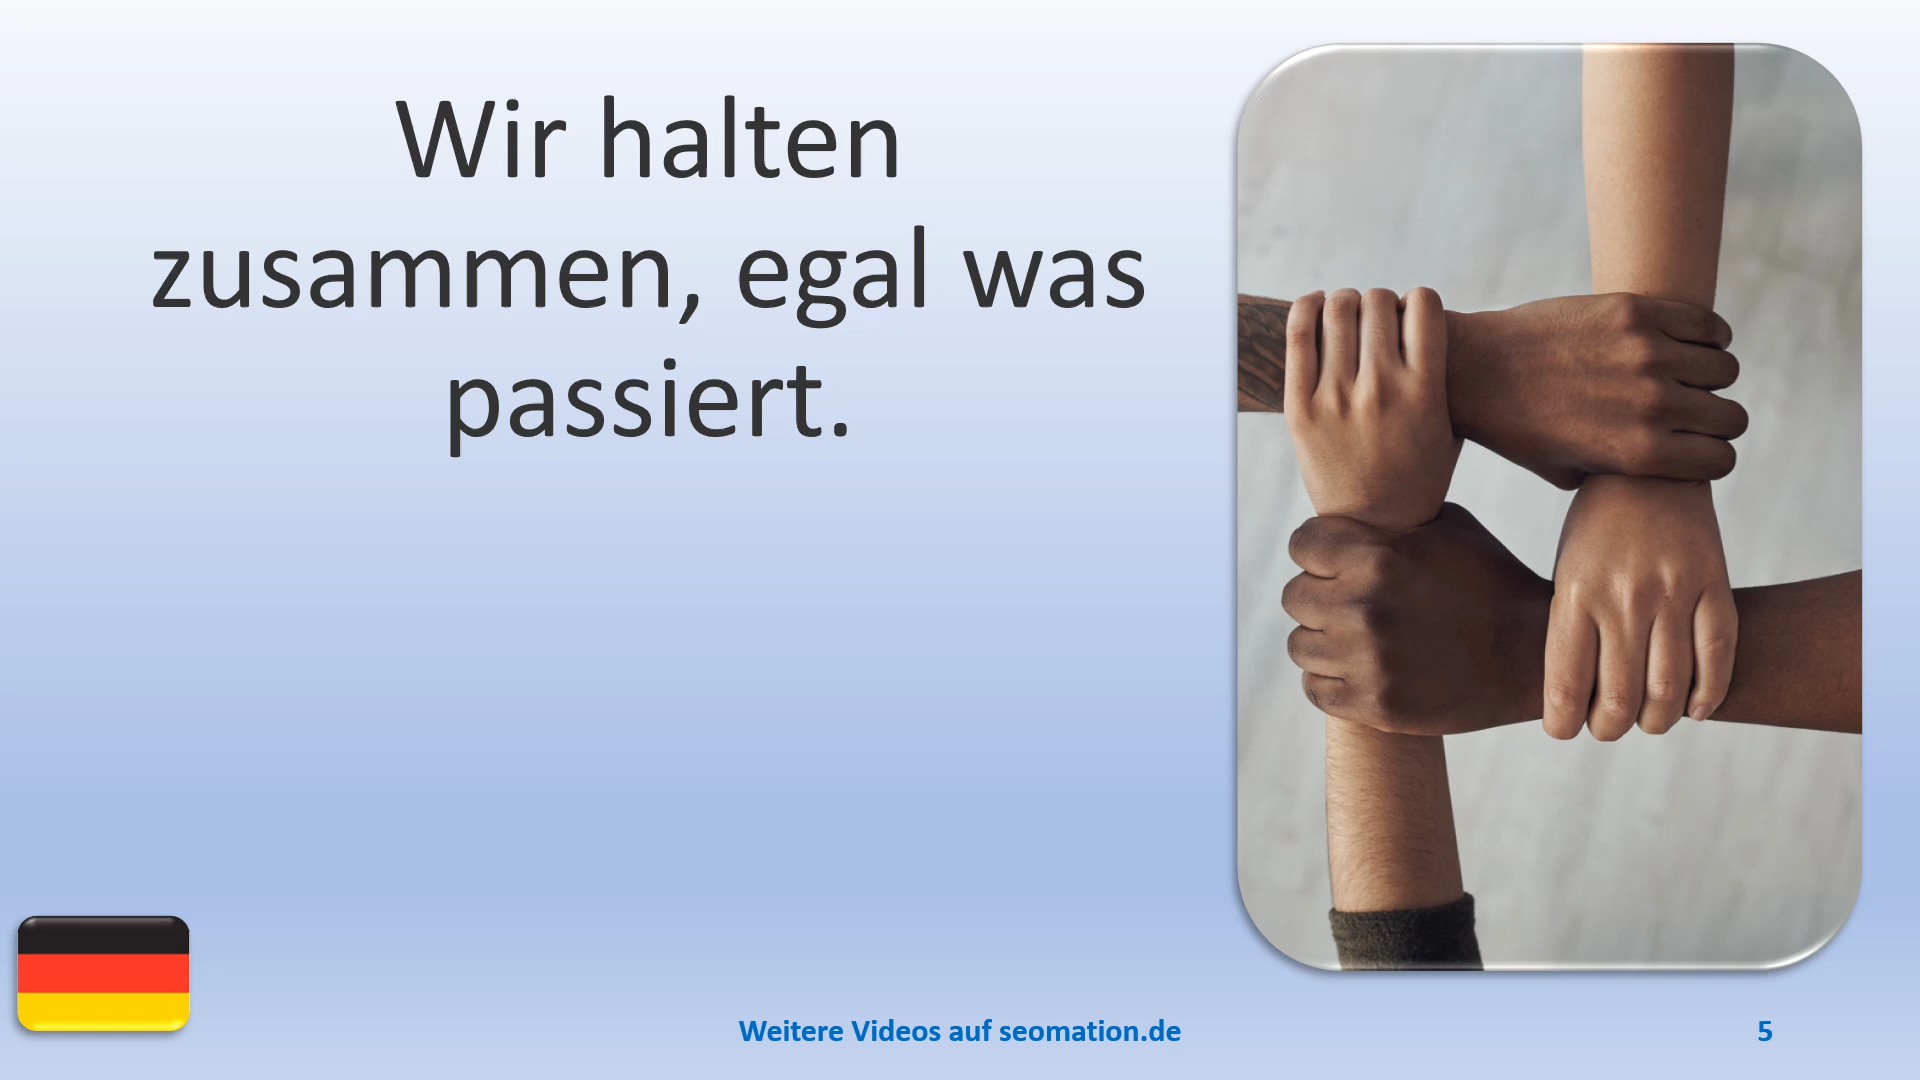 Wir halten
zusammen, egal was
passiert.
Weitere Videos auf seomation.de
5